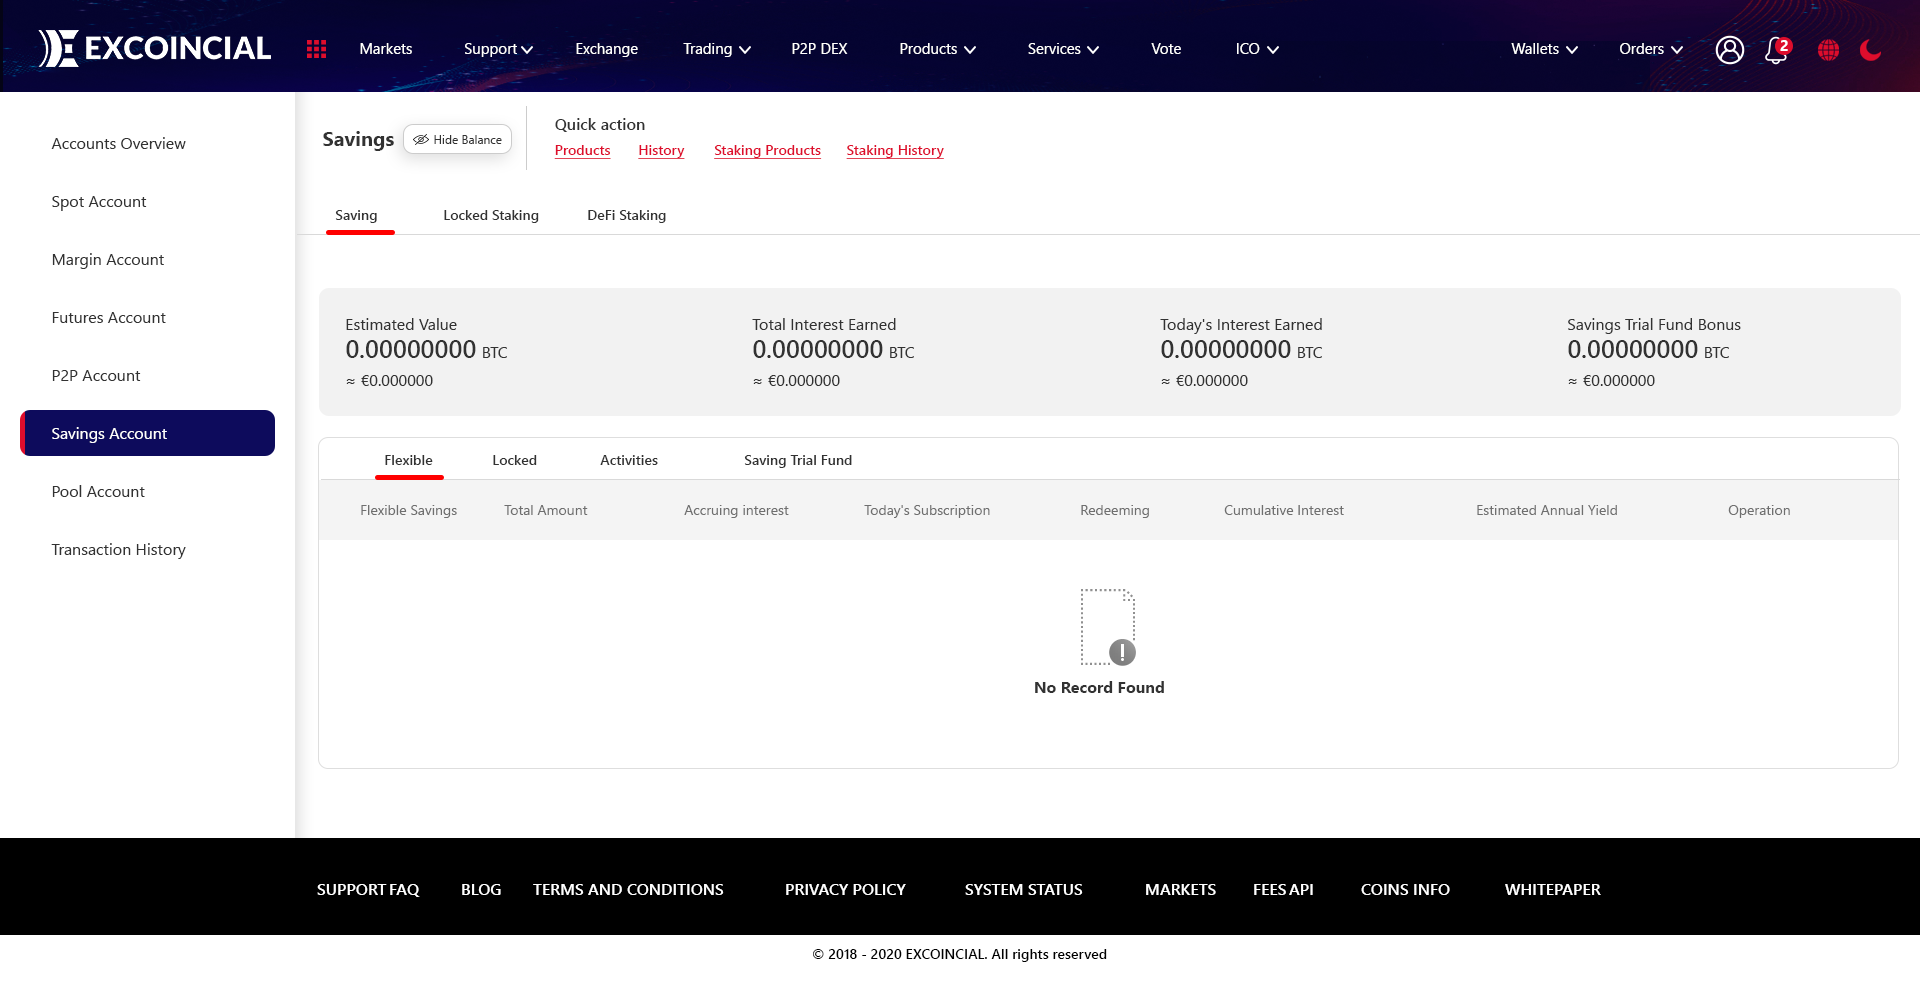 EXCOINCIAL Markets Support Exchange Trading P2P DEX Products Services Vote ICO Wallets Orders 2
Accounts Overview
Spot Account
Margin Account
Futures Account
P2P Account
Savings Account
Pool Account
Transaction History
Savings Hide Balance
Quick action
Products History Staking Products Staking History
Saving Locked Staking DeFi Staking
Estimated Value Total Interest Earned Today's Interest Earned Savings Trial Fund Bonus
0.00000000 BTC 0.00000000 BTC 0.00000000 BTC 0.00000000 BTC
≈ €0.000000 ≈ €0.000000 ≈ €0.000000 ≈ €0.000000
Flexible Locked Activities Saving Trial Fund
Flexible Savings Total Amount Accruing interest Today's Subscription Redeeming Cumulative Interest Estimated Annual Yield Operation
No Record Found
SUPPORT FAQ BLOG TERMS AND CONDITIONS PRIVACY POLICY SYSTEM STATUS MARKETS FEES API COINS INFO WHITEPAPER
© 2018 - 2020 EXCOINCIAL. All rights reserved